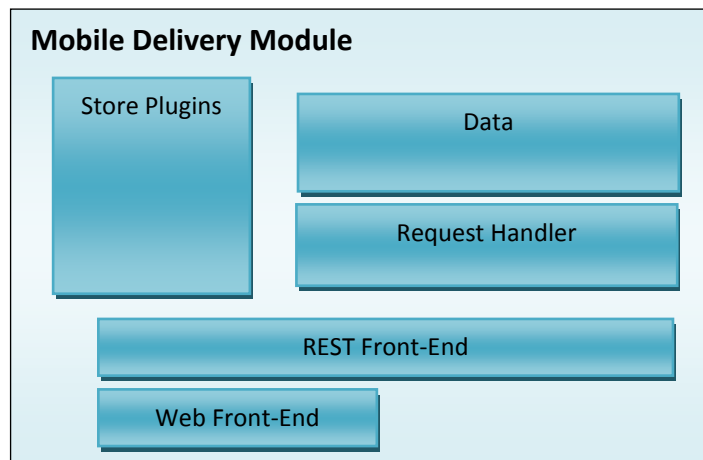 Mobile Delivery Module
Store Plugins
Data
Request Handler
REST Front-End
Web Front-End